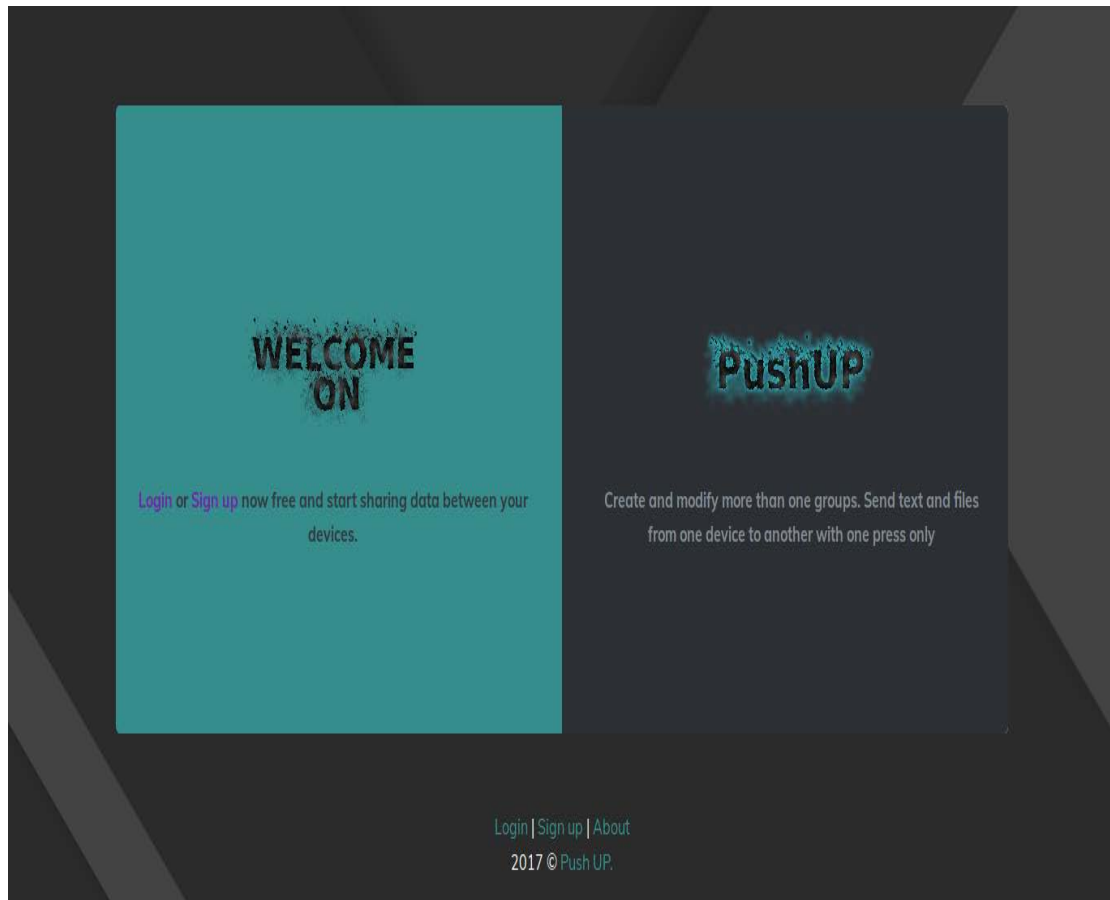 WELCOME
ON
Login or Sign up now free and start sharing data between your
devices.
PushUP
Create and modify more than one groups. Send text and files
from one device to another with one press only
Login | Sign up | About
2017 © Push UP.